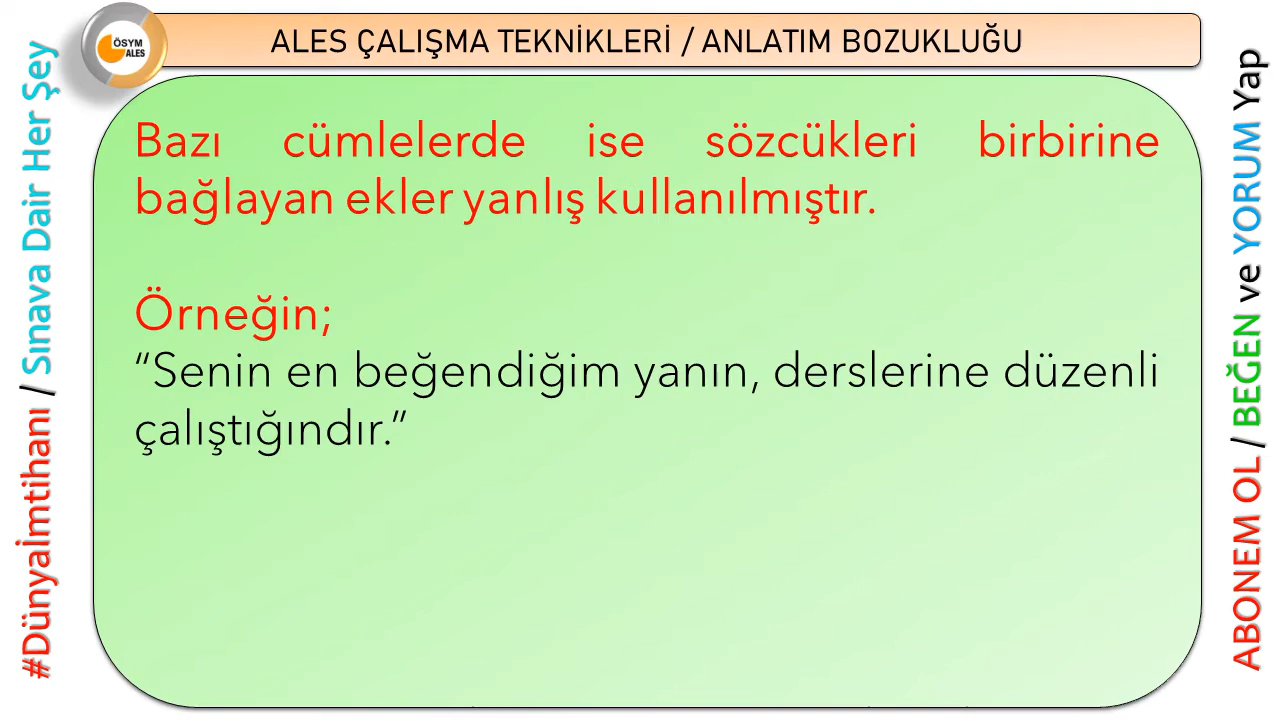 ÖSYM
ALES
ALES ÇALIŞMA TEKNİKLERİ / ANLATIM BOZUKLUĞU
#Dünyaİmtihanı / Sınava Dair Her Şey
Bazı cümlelerde ise sözcükleri birbirine
bağlayan ekler yanlış kullanılmıştır.
Örneğin;
“Senin en beğendiğim yanın, derslerine düzenli
çalıştığındır.”
ABONEM OL / BEĞEN ve YORUM Yap